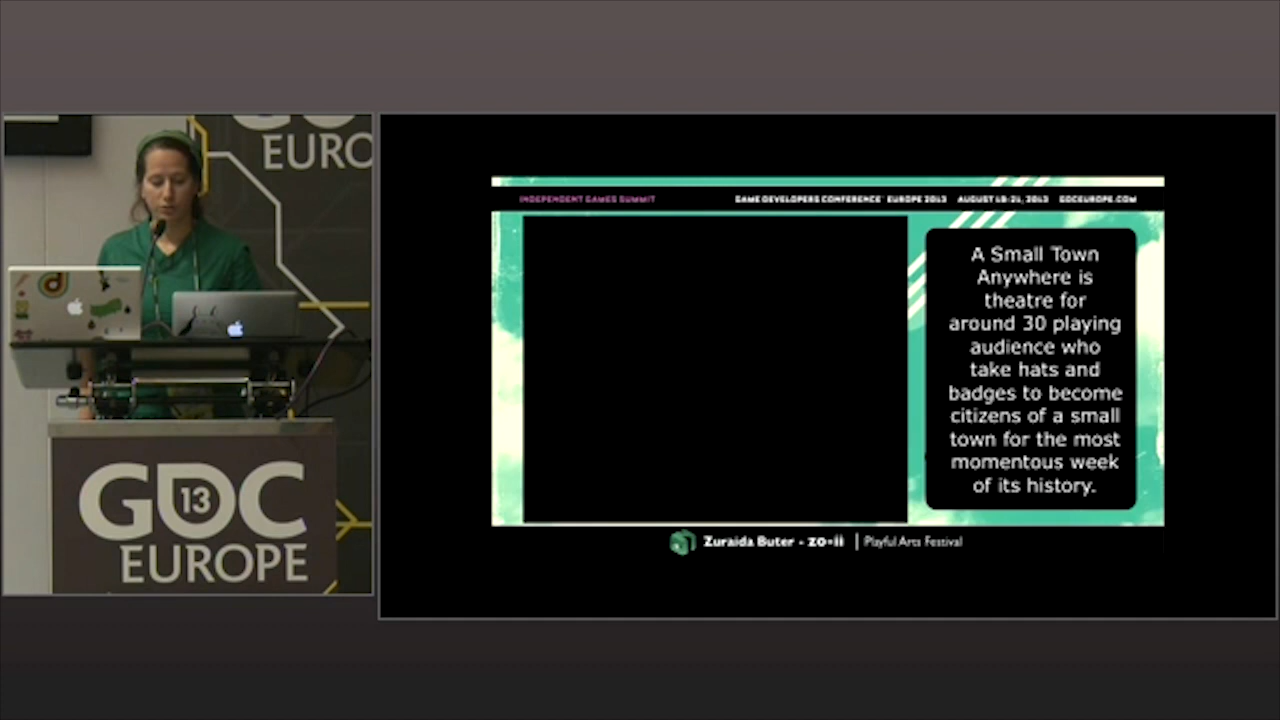 EURO
GDC
13
EUROPE
INDEPENDENT GAMES SUMMIT
GAME DEVELOPERS CONFERENCE EUROPE 2013 AUGUST 19-21, 2013 GDCEUROPE.COM
A Small Town
Anywhere is
theatre for
around 30 playing
audience who
take hats and
badges to become
citizens of a small
town for the most
momentous week
of its history.
Zuraida Buter - zo-ii | Playful Arts Festival